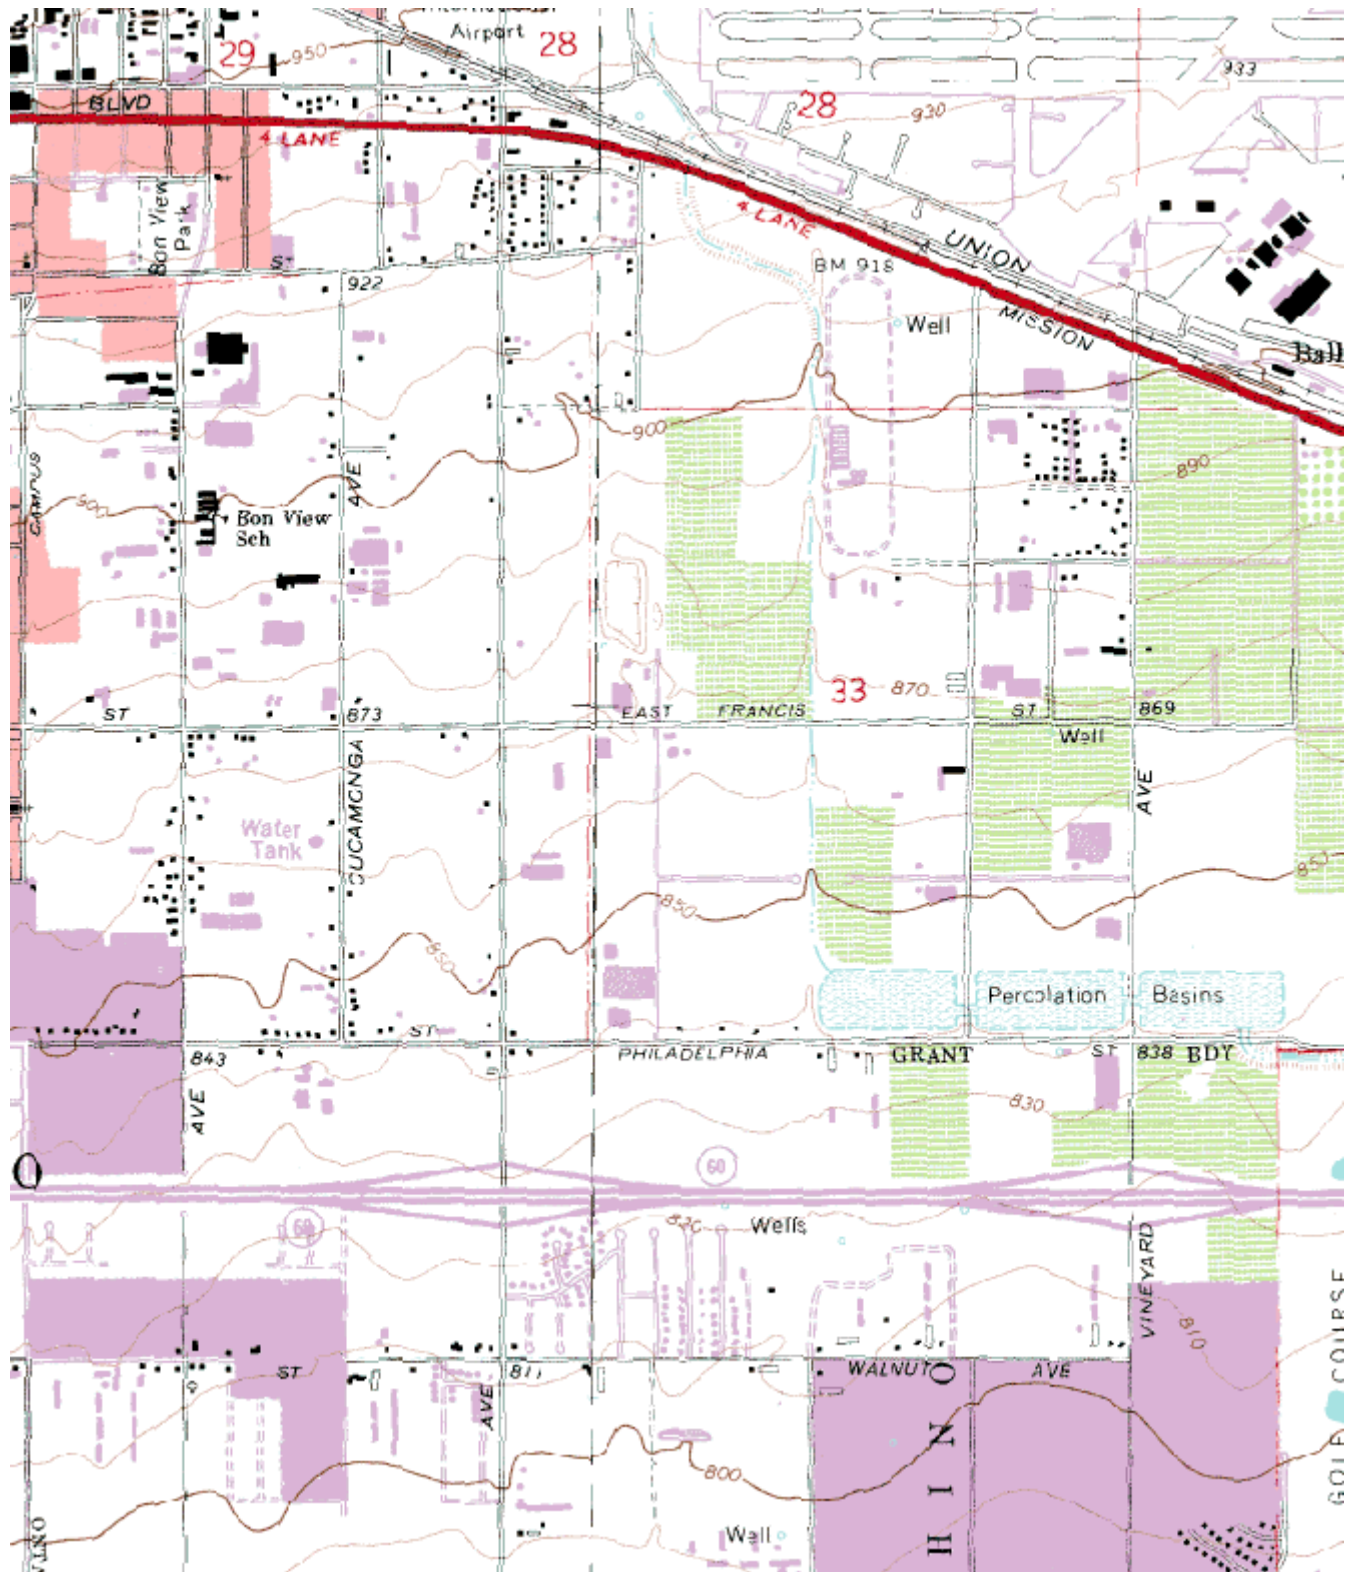 Airport
29
28
950
933
BLVD
28
930
4 LANE
Bon View
Park
4 LANE
UNION
ST
BM 918
922
Well
MISSION
Ball
900
CAMPUS
890
AVE
900
Bon View
Sch
33
870
ST
873
EAST
FRANCIS
ST
869
Well
AVE
Water
Tank
850
850
850
Percolation
Basins
ST
843
PHILADELPHIA
GRANT
ST
838
BDY
830
AVE
O
60
60
Wells
VINEYARD
810
GOLF COURSE
ST
811
WALNUT
AVE
AVE
800
CHINO
Well